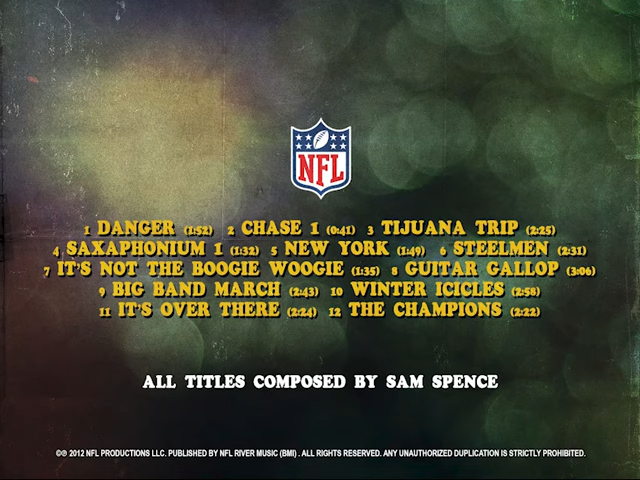 NFL
1 DANGER (1:52) 2 CHASE 1 (0:41) 3 TIJUANA TRIP (2:25)
4 SAXAPHONIUM 1 (1:32) 5 NEW YORK (1:49) 6 STEELMEN (2:31)
7 IT'S NOT THE BOOGIE WOOGIE (1:35) 8 GUITAR GALLOP (3:06)
9 BIG BAND MARCH (2:43) 10 WINTER ICICLES (2:58)
11 IT'S OVER THERE (2:24) 12 THE CHAMPIONS (2:22)
ALL TITLES COMPOSED BY SAM SPENCE
©℗ 2012 NFL PRODUCTIONS LLC. PUBLISHED BY NFL RIVER MUSIC (BMI) . ALL RIGHTS RESERVED. ANY UNAUTHORIZED DUPLICATION IS STRICTLY PROHIBITED.